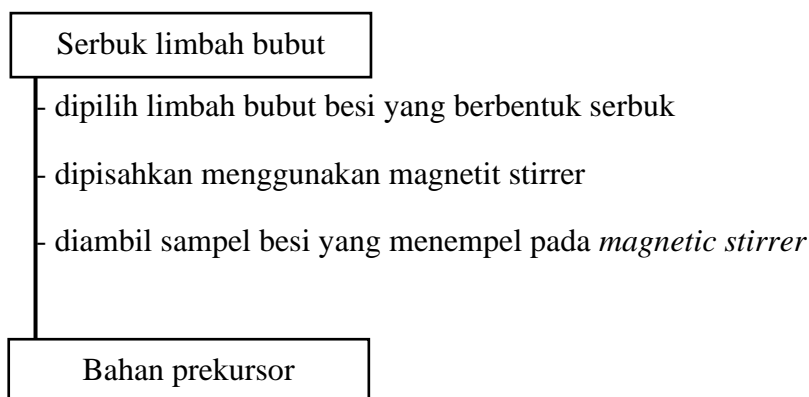 Serbuk limbah bubut
- dipilih limbah bubut besi yang berbentuk serbuk
- dipisahkan menggunakan magnetit stirrer
- diambil sampel besi yang menempel pada magnetic stirrer
Bahan prekursor